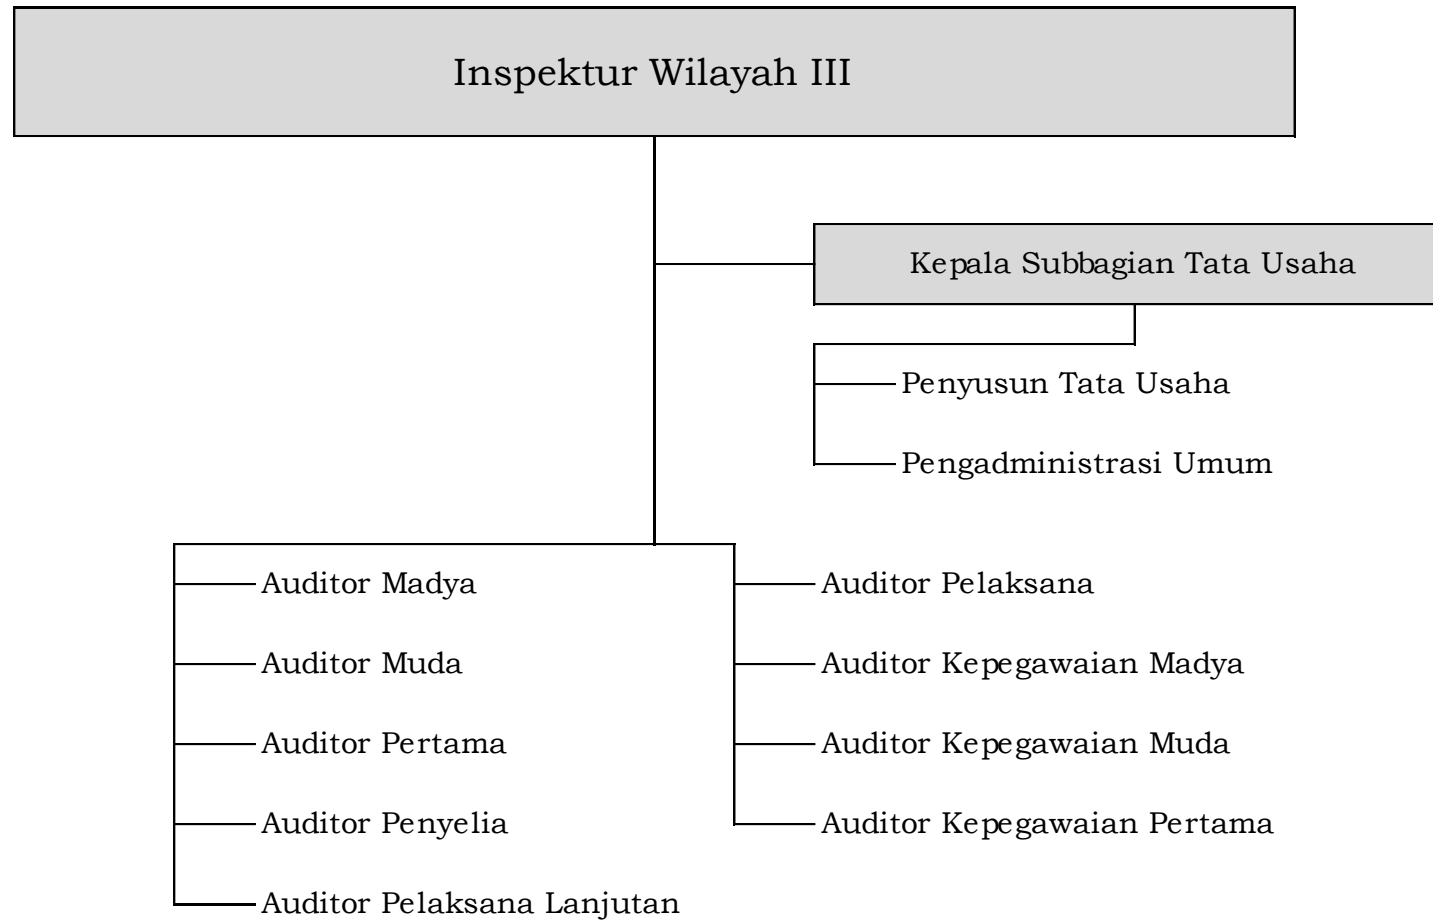 Inspektur Wilayah III
Kepala Subbagian Tata Usaha
Penyusun Tata Usaha
Pengadministrasi Umum
Auditor Madya
Auditor Muda
Auditor Pertama
Auditor Penyelia
Auditor Pelaksana Lanjutan
Auditor Pelaksana
Auditor Kepegawaian Madya
Auditor Kepegawaian Muda
Auditor Kepegawaian Pertama